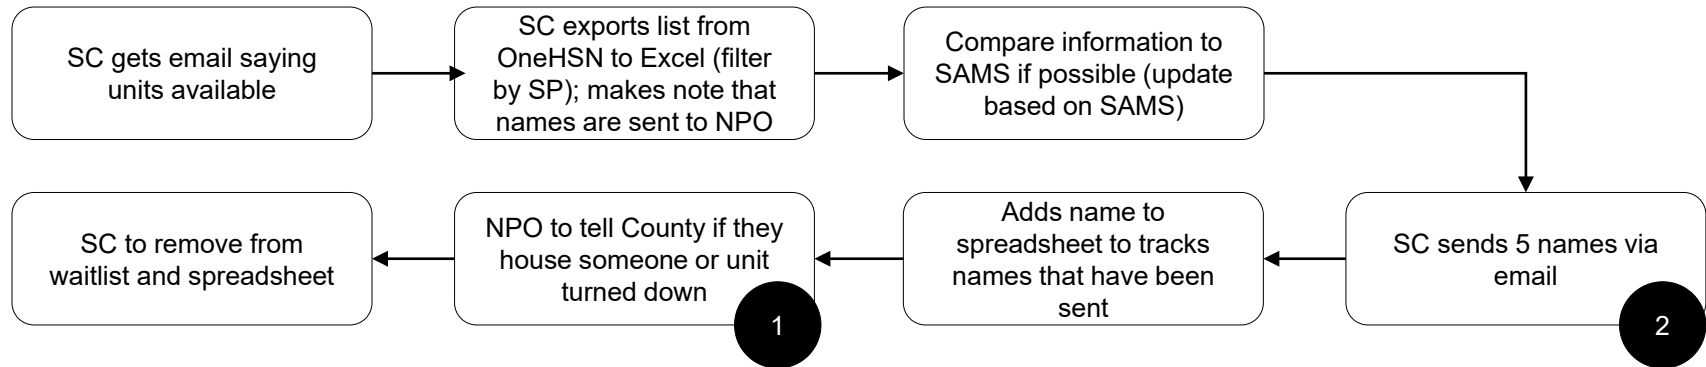 SC gets email saying
units available
SC exports list from
OneHSN to Excel (filter
by SP); makes note that
names are sent to NPO
Compare information to
SAMS if possible (update
based on SAMS)
SC sends 5 names via
email
2
Adds name to
spreadsheet to tracks
names that have been
sent
NPO to tell County if they
house someone or unit
turned down
1
SC to remove from
waitlist and spreadsheet